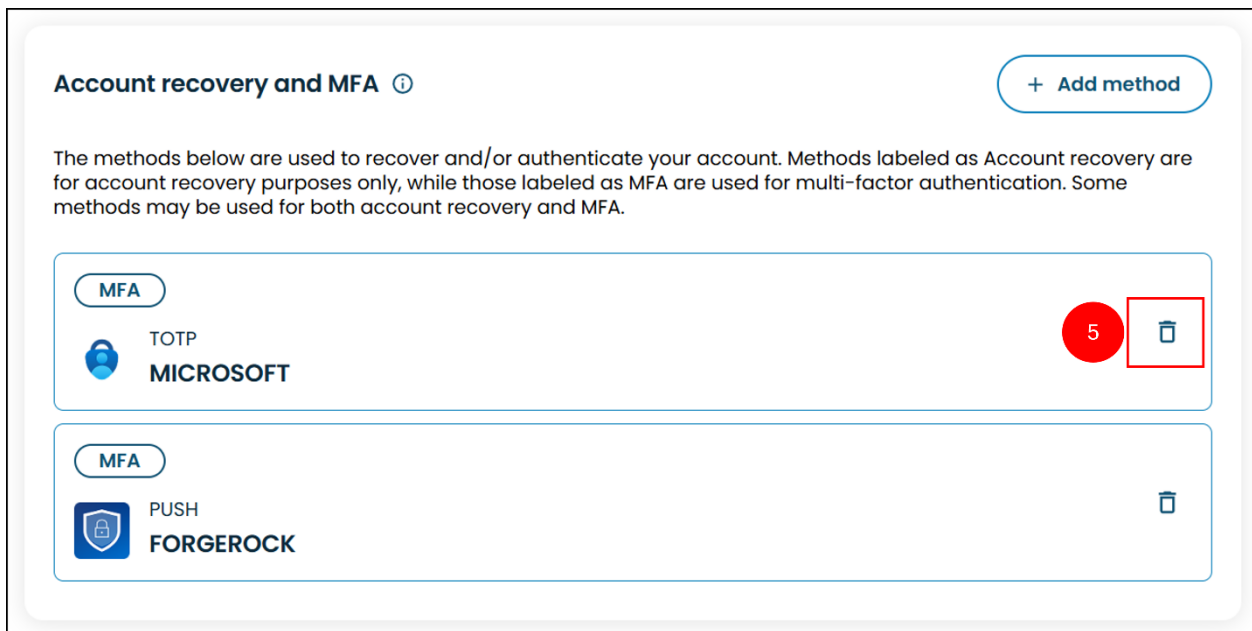 Account recovery and MFA
+ Add method
The methods below are used to recover and/or authenticate your account. Methods labeled as Account recovery are
for account recovery purposes only, while those labeled as MFA are used for multi-factor authentication. Some
methods may be used for both account recovery and MFA.
MFA
TOTP
MICROSOFT
5
MFA
PUSH
FORGEROCK